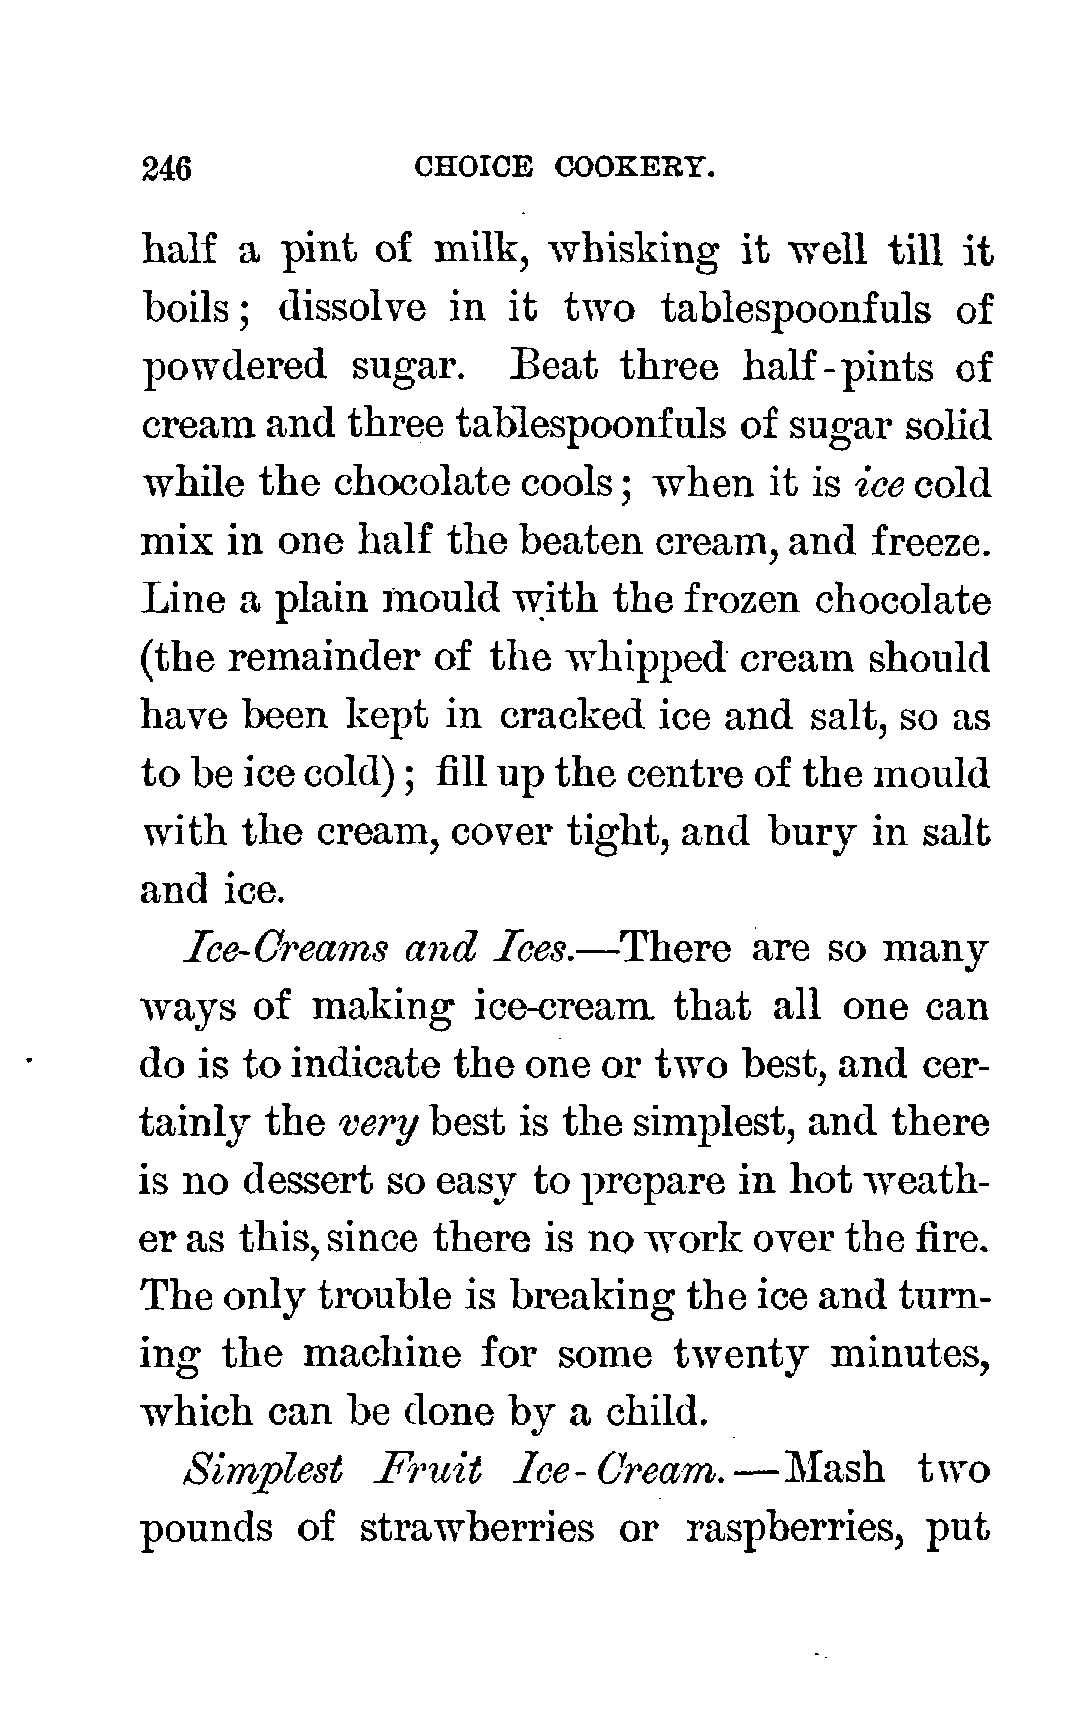 246 CHOICE COOKERY.
half a pint of milk, whisking it well till it
boils; dissolve in it two tablespoonfuls of
powdered sugar. Beat three half-pints of
cream and three tablespoonfuls of sugar solid
while the chocolate cools; when it is ice cold
mix in one half the beaten cream, and freeze.
Line a plain mould with the frozen chocolate
(the remainder of the whipped cream should
have been kept in cracked ice and salt, so as
to be ice cold); fill up the centre of the mould
with the cream, cover tight, and bury in salt
and ice.
Ice-Creams and Ices.—There are so many
ways of making ice-cream that all one can
do is to indicate the one or two best, and cer-
tainly the very best is the simplest, and there
is no dessert so easy to prepare in hot weath-
er as this, since there is no work over the fire.
The only trouble is breaking the ice and turn-
ing the machine for some twenty minutes,
which can be done by a child.
Simplest Fruit Ice-Cream.—Mash two
pounds of strawberries or raspberries, put